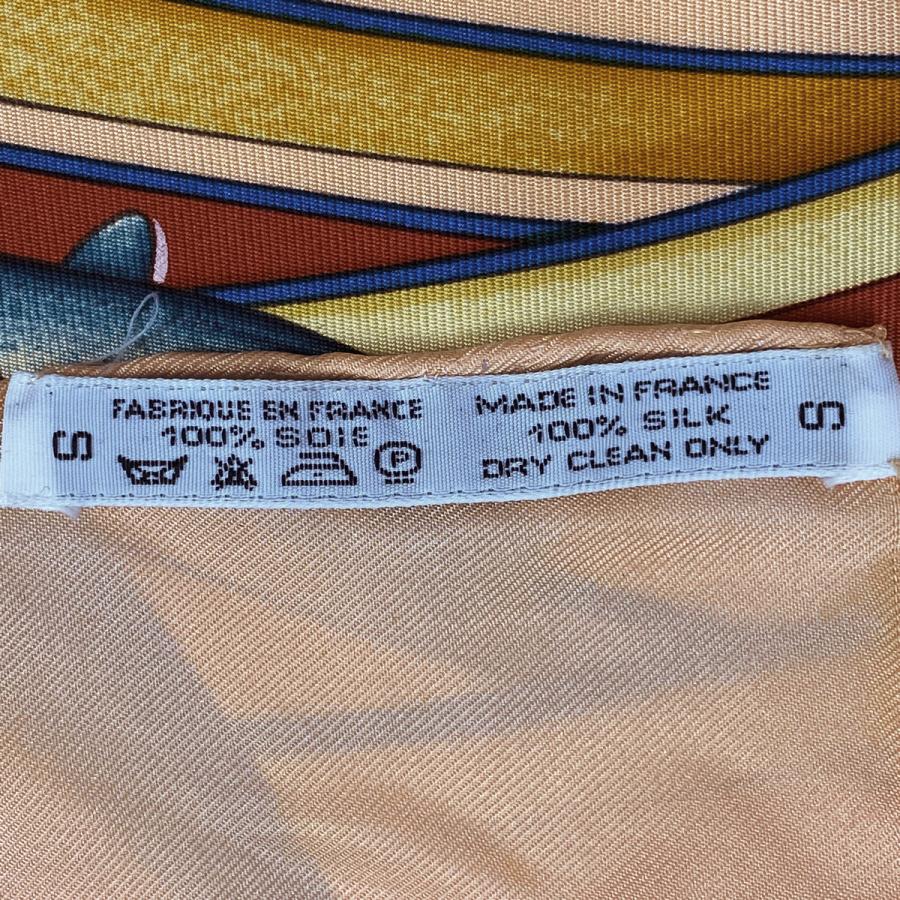 S
FABRIQUE EN FRANCE
100% SOIE
P
MADE IN FRANCE
100% SILK
DRY CLEAN ONLY
S